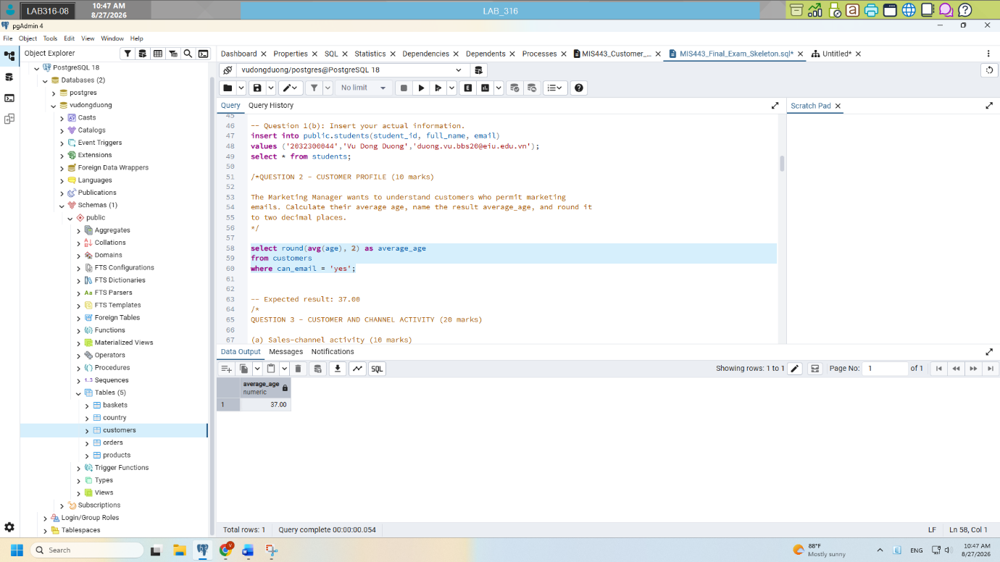 LAB316-08
10:47 AM
8/27/2026
LAB_316
pgAdmin 4
File Object Tools Edit View Window Help
Object Explorer
Dashboard Properties SQL Statistics Dependencies Dependents Processes MIS443_Customer_... MIS443_Final_Exam_Skeleton.sql* Untitled*
PostgreSQL 18
Databases (2)
postgres
vudongduong
Casts
Catalogs
Event Triggers
Extensions
Foreign Data Wrappers
Languages
Publications
Schemas (1)
public
Aggregates
Collations
Domains
FTS Configurations
FTS Dictionaries
FTS Parsers
FTS Templates
Foreign Tables
Functions
Materialized Views
Operators
Procedures
1..3 Sequences
Tables (5)
baskets
country
customers
orders
products
Trigger Functions
Types
Views
Subscriptions
Login/Group Roles
Tablespaces
vudongduong/postgres@PostgreSQL 18
No limit
Query Query History
Scratch Pad
45
46 -- Question 1(b): Insert your actual information.
47 insert into public.students(student_id, full_name, email)
48 values ('2032300044','Vu Dong Duong','duong.vu.bbs20@eiu.edu.vn');
49 select * from students;
50
51 /*QUESTION 2 - CUSTOMER PROFILE (10 marks)
52
53 The Marketing Manager wants to understand customers who permit marketing
54 emails. Calculate their average age, name the result average_age, and round it
55 to two decimal places.
56 */
57
58 select round(avg(age), 2) as average_age
59 from customers
60 where can_email = 'yes';
61
62
63 -- Expected result: 37.00
64 /*
65 QUESTION 3 - CUSTOMER AND CHANNEL ACTIVITY (20 marks)
66
67 (a) Sales-channel activity (10 marks)
Data Output Messages Notifications
SQL
Showing rows: 1 to 1
Page No: 1 of 1
average_age
numeric
1 37.00
Total rows: 1 Query complete 00:00:00.054
LF Ln 58, Col 1
Search
88°F
Mostly sunny
ENG
10:47 AM
8/27/2026